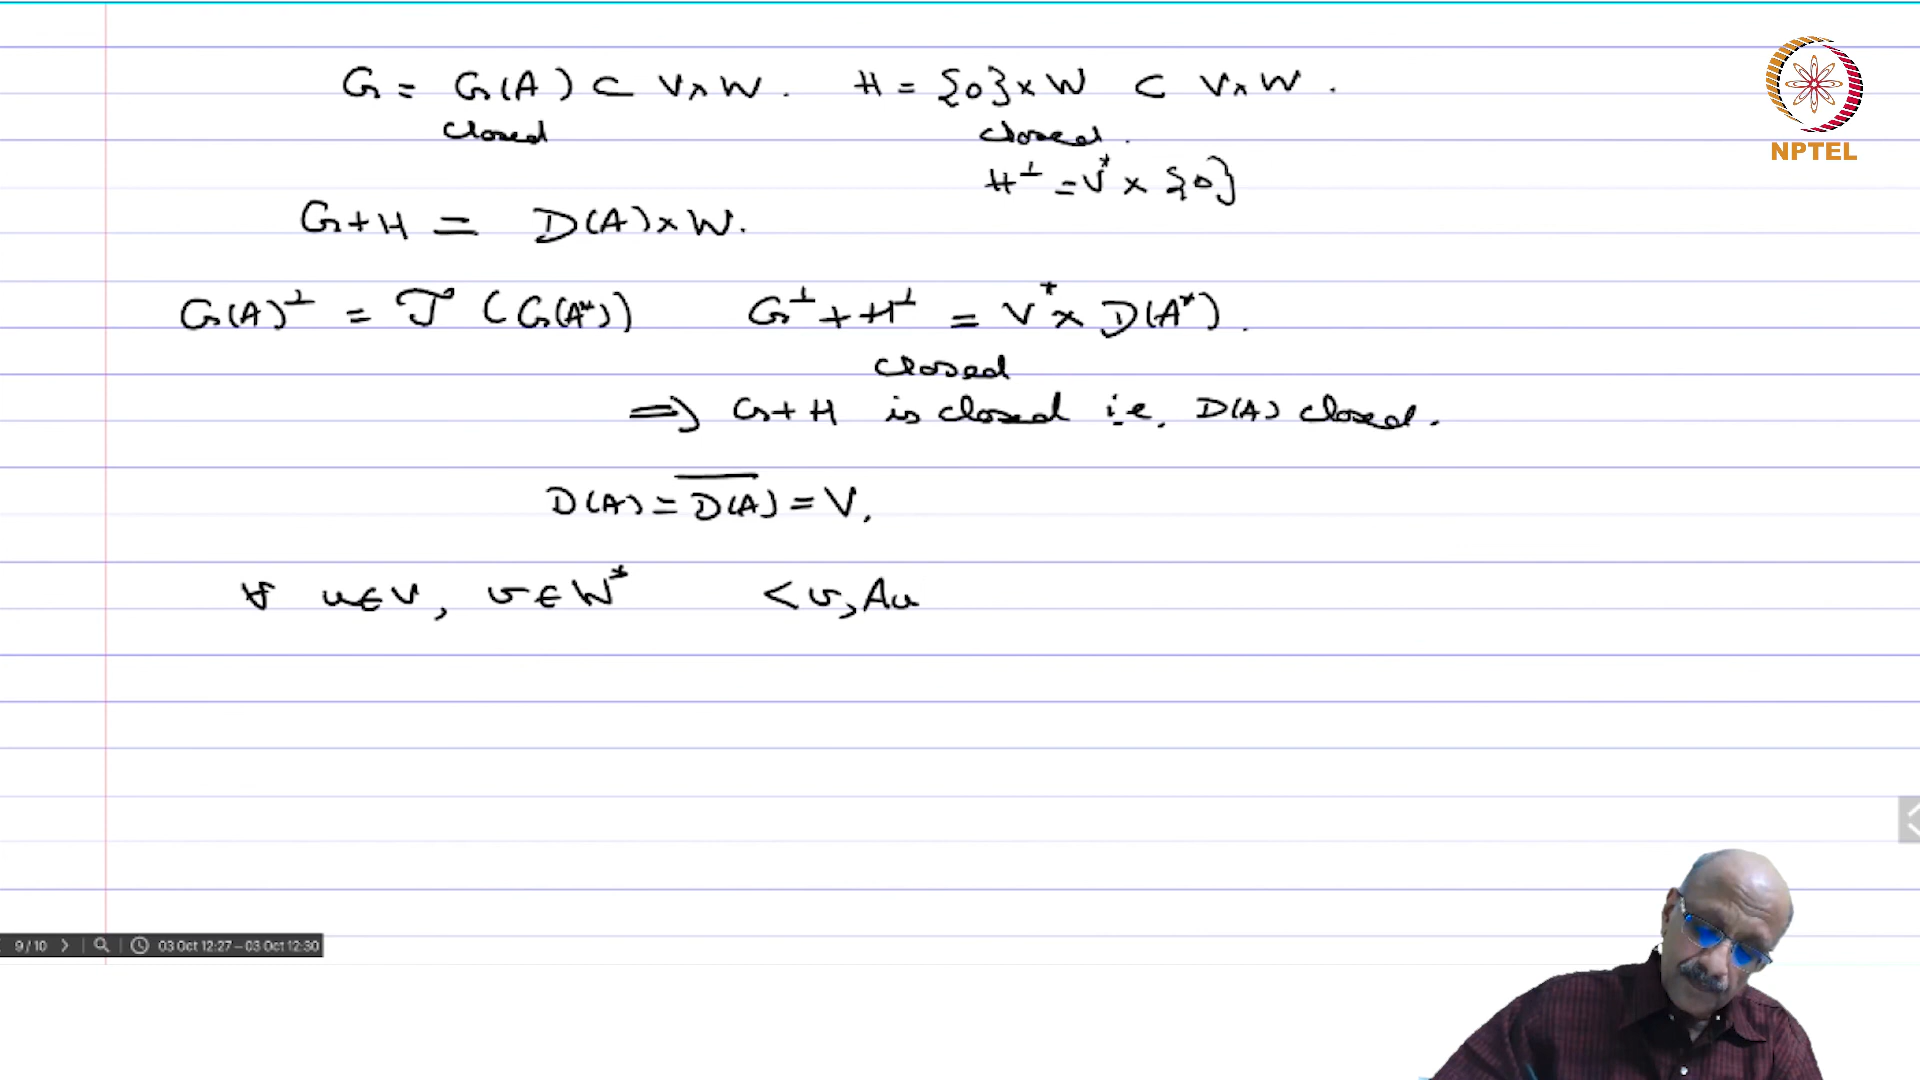 G = G(A) ⊂ V×W . H = {0}×W ⊂ V×W .
closed closed .
H^⊥ = V* × {0}
G+H = D(A)×W.
G(A)^⊥ = J (G(A*)) G^⊥ + H^⊥ = V* × D(A*) .
closed
⇒ G+H is closed i.e. D(A) closed .
D(A) = \overline{D(A)} = V .
∀ u∈V, v∈W* <v, Au
NPTEL
9/10 03 Oct 12:27 – 03 Oct 12:30